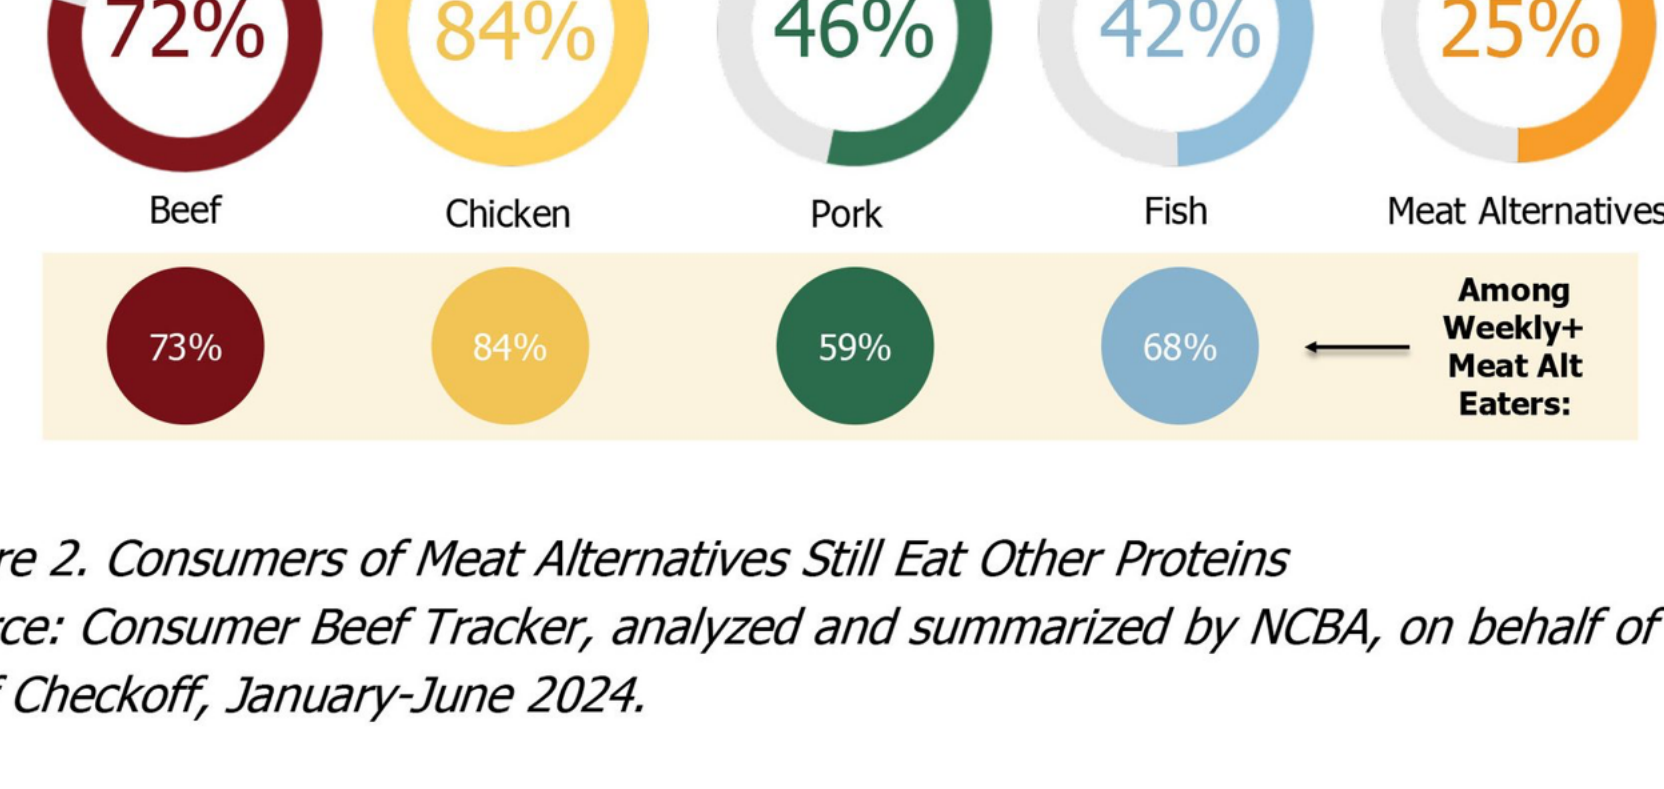 72% 84% 46% 42% 25%
Beef Chicken Pork Fish Meat Alternatives
73% 84% 59% 68%
Among
Weekly+
Meat Alt
Eaters:
re 2. Consumers of Meat Alternatives Still Eat Other Proteins
rce: Consumer Beef Tracker, analyzed and summarized by NCBA, on behalf of
Checkoff, January-June 2024.